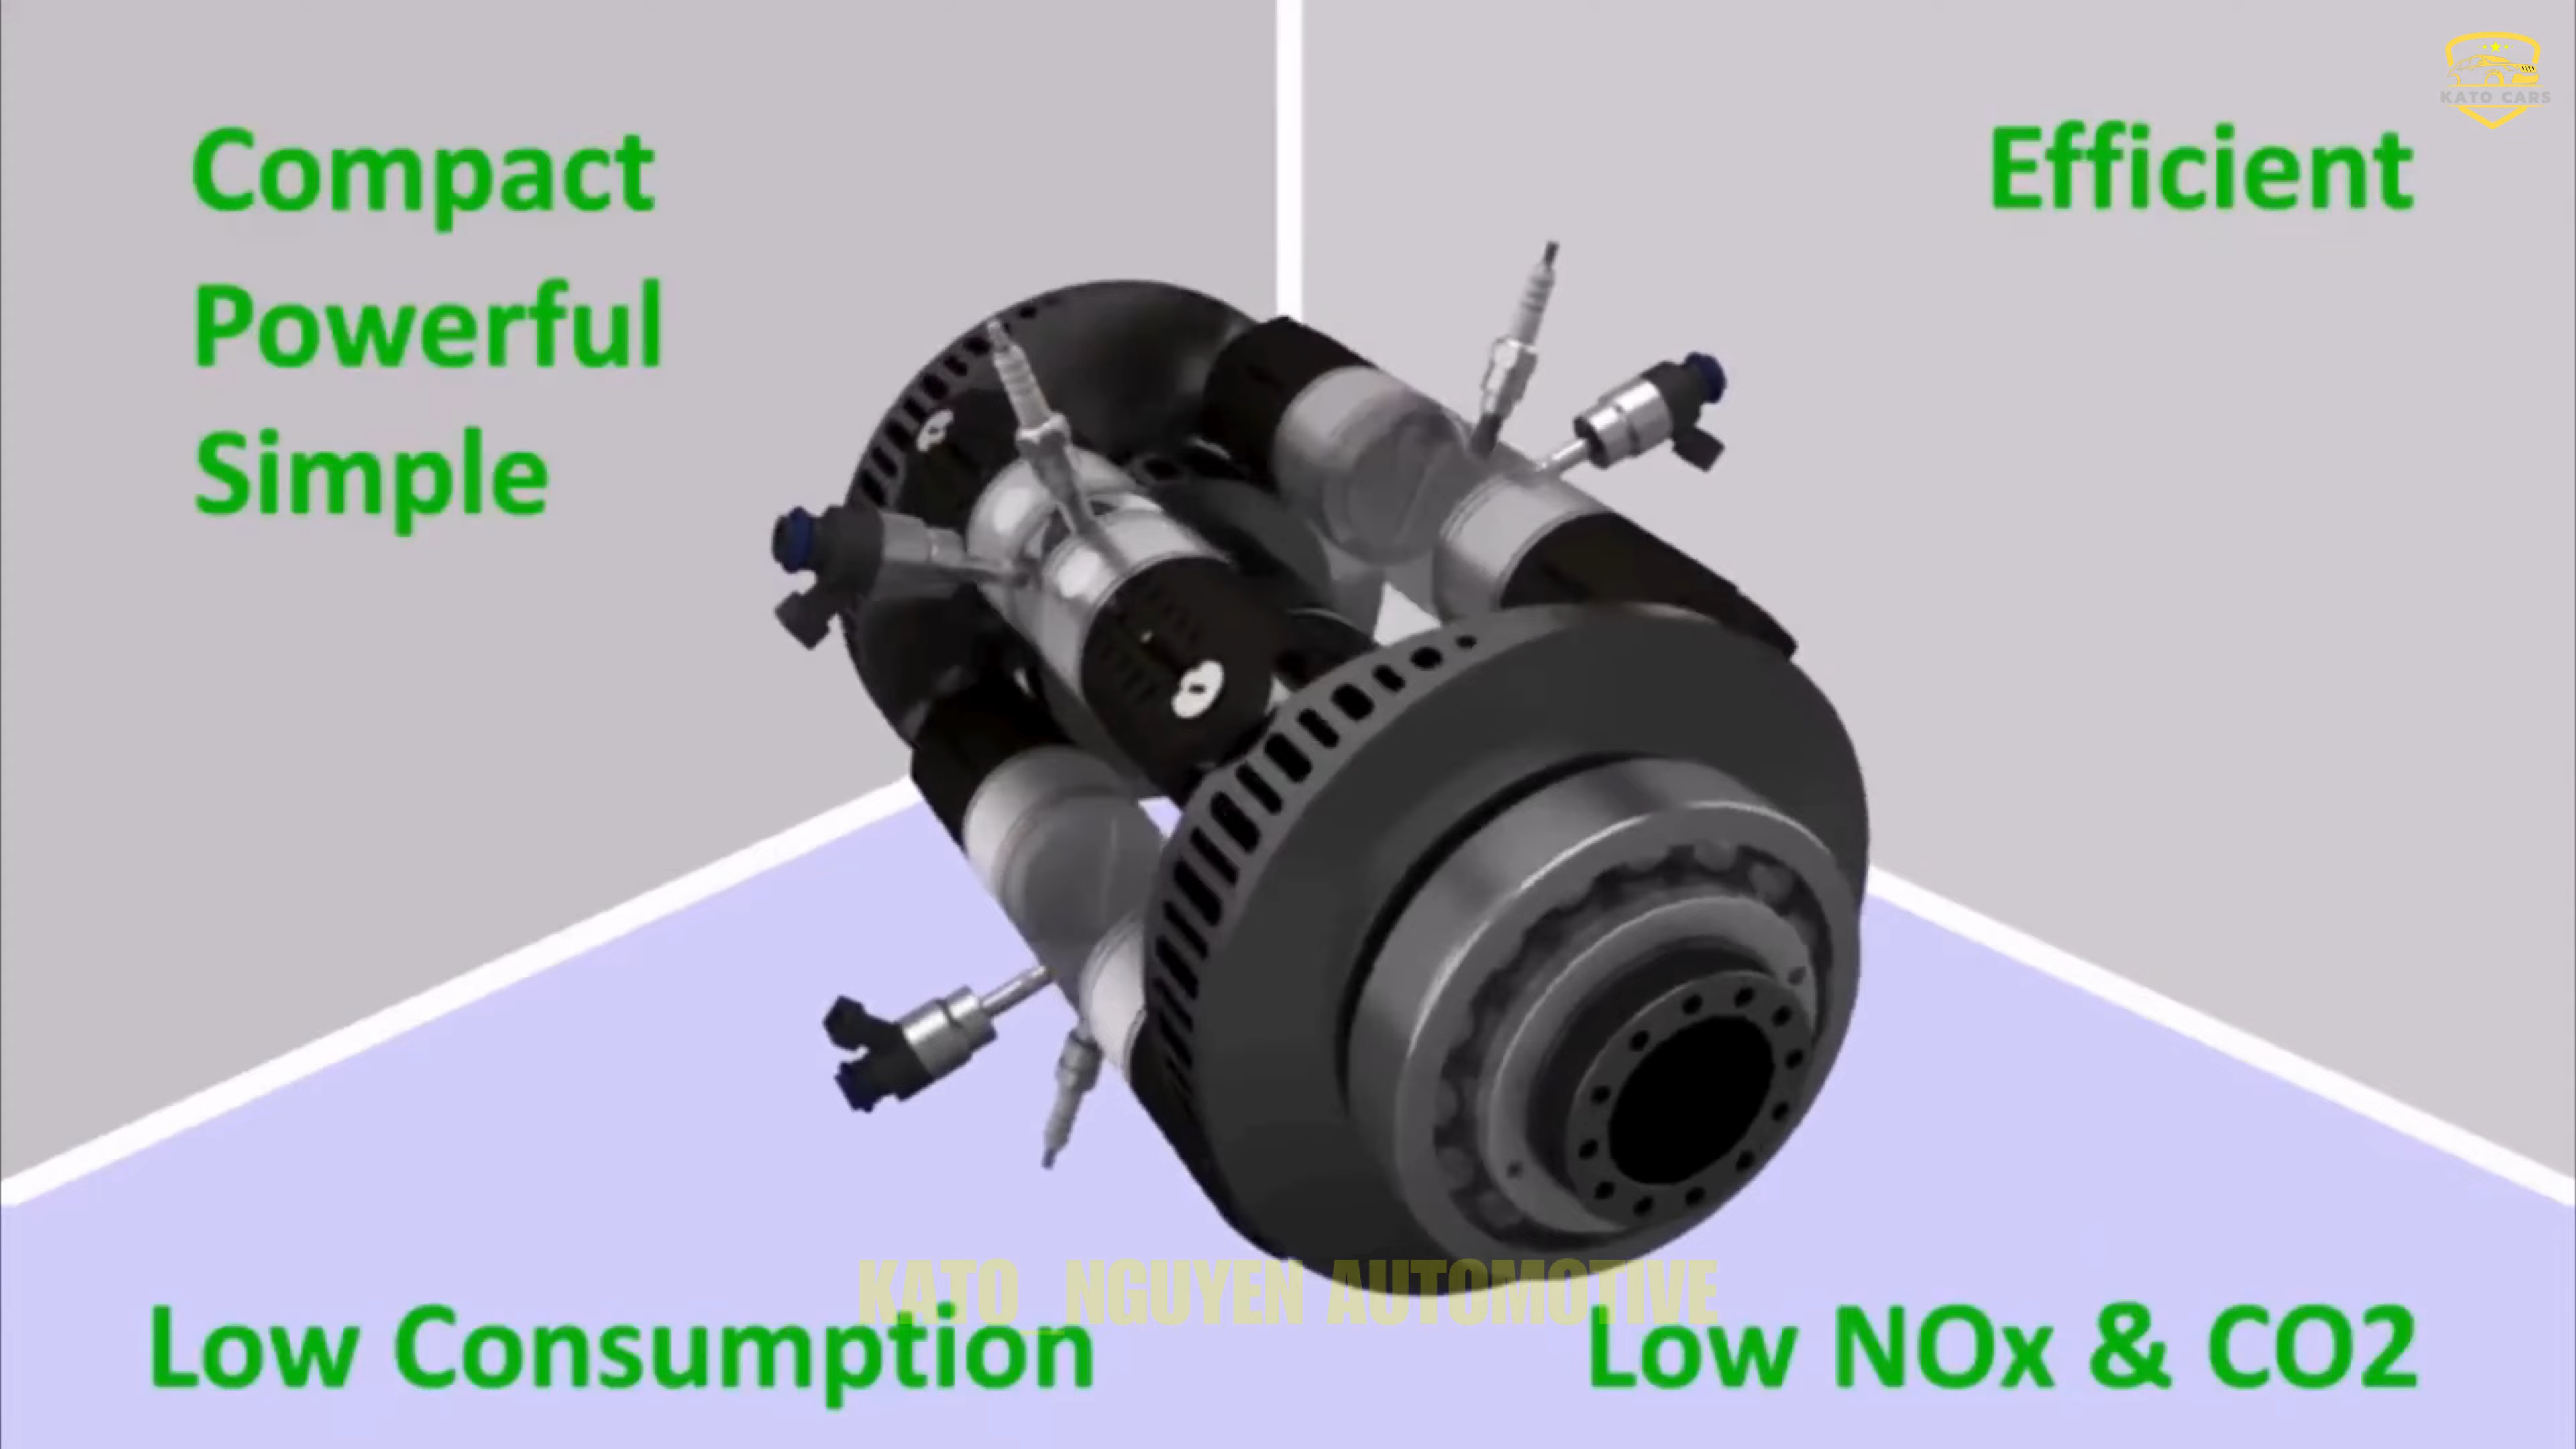 KATO CARS
Compact
Efficient
Powerful
Simple
KATO_NGUYEN AUTOMOTIVE
Low Consumption
Low NOx & CO2